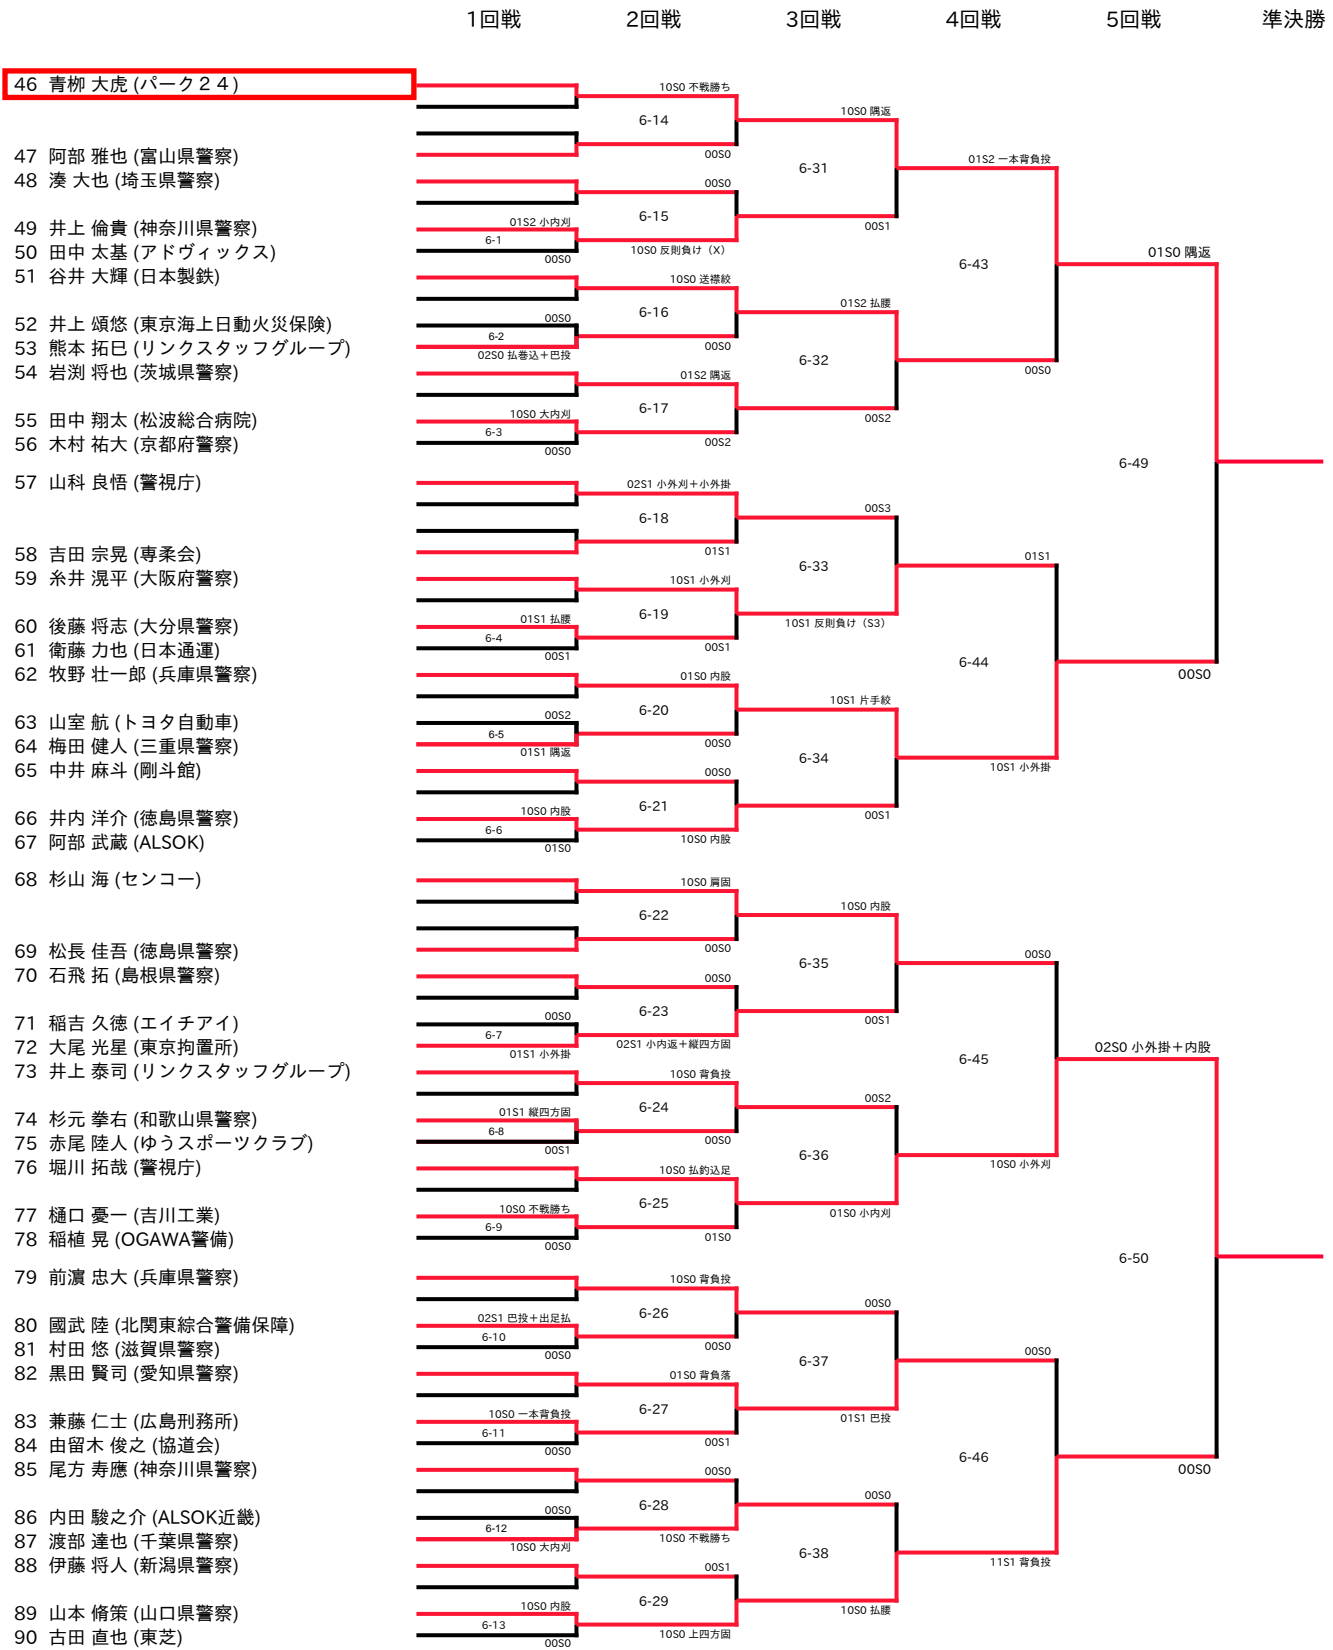 1回戦 2回戦 3回戦 4回戦 5回戦 準決勝
46 青栁 大虎 (パーク２４)
10S0 不戦勝ち
10S0 隅返
6-14
47 阿部 雅也 (富山県警察)
00S0
01S2 一本背負投
6-31
48 湊 大也 (埼玉県警察)
00S0
6-15
49 井上 倫貴 (神奈川県警察)
01S2 小内刈
00S1
6-1
10S0 反則負け（X）
50 田中 太基 (アドヴィックス)
00S0
01S0 隅返
6-43
51 谷井 大輝 (日本製鉄)
10S0 送襟絞
01S2 払腰
6-16
52 井上 頌悠 (東京海上日動火災保険)
00S0
6-2
00S0
53 熊本 拓巳 (リンクスタッフグループ)
02S0 払巻込＋巴投
6-32
00S0
54 岩渕 将也 (茨城県警察)
01S2 隅返
6-17
55 田中 翔太 (松波総合病院)
10S0 大内刈
00S2
6-3
00S2
56 木村 祐大 (京都府警察)
00S0
6-49
57 山科 良悟 (警視庁)
02S1 小外刈＋小外掛
00S3
6-18
58 吉田 宗晃 (専柔会)
01S1
01S1
6-33
59 糸井 滉平 (大阪府警察)
10S1 小外刈
6-19
60 後藤 将志 (大分県警察)
01S1 払腰
10S1 反則負け（S3）
6-4
00S1
61 衛藤 力也 (日本通運)
00S1
6-44
62 牧野 壮一郎 (兵庫県警察)
01S0 内股
00S0
10S1 片手絞
6-20
63 山室 航 (トヨタ自動車)
00S2
6-5
00S0
64 梅田 健人 (三重県警察)
01S1 隅返
6-34
10S1 小外掛
65 中井 麻斗 (剛斗館)
00S0
6-21
66 井内 洋介 (徳島県警察)
10S0 内股
00S1
6-6
10S0 内股
67 阿部 武蔵 (ALSOK)
01S0
68 杉山 海 (センコー)
10S0 肩固
10S0 内股
6-22
69 松長 佳吾 (徳島県警察)
00S0
00S0
6-35
70 石飛 拓 (島根県警察)
00S0
6-23
71 稲吉 久徳 (エイチアイ)
00S0
00S1
6-7
02S1 小内返＋縦四方固
72 大尾 光星 (東京拘置所)
01S1 小外掛
02S0 小外掛＋内股
6-45
73 井上 泰司 (リンクスタッフグループ)
10S0 背負投
00S2
6-24
74 杉元 拳右 (和歌山県警察)
01S1 縦四方固
6-8
00S0
75 赤尾 陸人 (ゆうスポーツクラブ)
00S1
6-36
10S0 小外刈
76 堀川 拓哉 (警視庁)
10S0 払釣込足
6-25
77 樋口 憂一 (吉川工業)
10S0 不戦勝ち
01S0 小内刈
6-9
01S0
78 稲植 晃 (OGAWA警備)
00S0
6-50
79 前濵 忠大 (兵庫県警察)
10S0 背負投
00S0
6-26
80 國武 陸 (北関東綜合警備保障)
02S1 巴投＋出足払
6-10
00S0
81 村田 悠 (滋賀県警察)
00S0
00S0
6-37
82 黒田 賢司 (愛知県警察)
01S0 背負落
6-27
83 兼藤 仁士 (広島刑務所)
10S0 一本背負投
01S1 巴投
6-11
00S1
84 由留木 俊之 (協道会)
00S0
6-46
85 尾方 寿應 (神奈川県警察)
00S0
00S0
00S0
6-28
86 内田 駿之介 (ALSOK近畿)
00S0
6-12
10S0 不戦勝ち
87 渡部 達也 (千葉県警察)
10S0 大内刈
6-38
11S1 背負投
88 伊藤 将人 (新潟県警察)
00S1
6-29
89 山本 脩策 (山口県警察)
10S0 内股
10S0 払腰
6-13
10S0 上四方固
90 古田 直也 (東芝)
00S0